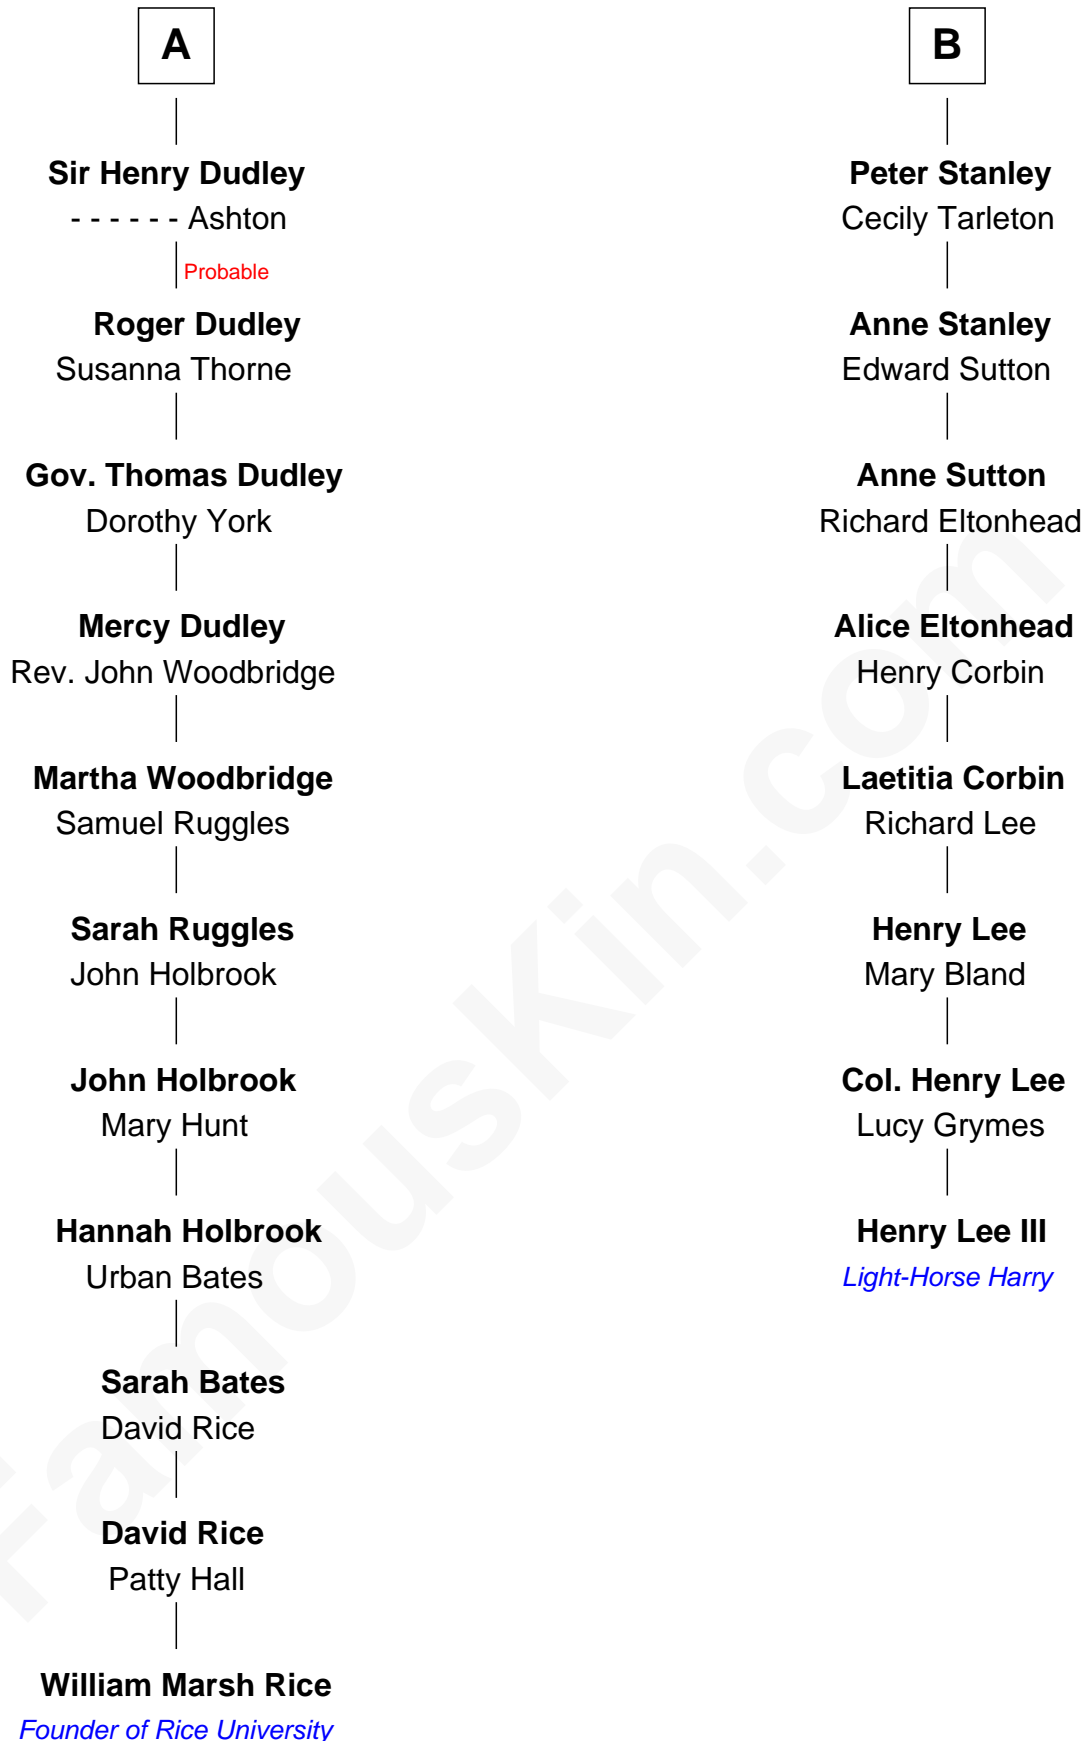 A
Sir Henry Dudley
- - - - - - Ashton
Probable
Roger Dudley
Susanna Thorne
Gov. Thomas Dudley
Dorothy York
Mercy Dudley
Rev. John Woodbridge
Martha Woodbridge
Samuel Ruggles
Sarah Ruggles
John Holbrook
John Holbrook
Mary Hunt
Hannah Holbrook
Urban Bates
Sarah Bates
David Rice
David Rice
Patty Hall
William Marsh Rice
Founder of Rice University
B
Peter Stanley
Cecily Tarleton
Anne Stanley
Edward Sutton
Anne Sutton
Richard Eltonhead
Alice Eltonhead
Henry Corbin
Laetitia Corbin
Richard Lee
Henry Lee
Mary Bland
Col. Henry Lee
Lucy Grymes
Henry Lee III
Light-Horse Harry
FamousKin.com